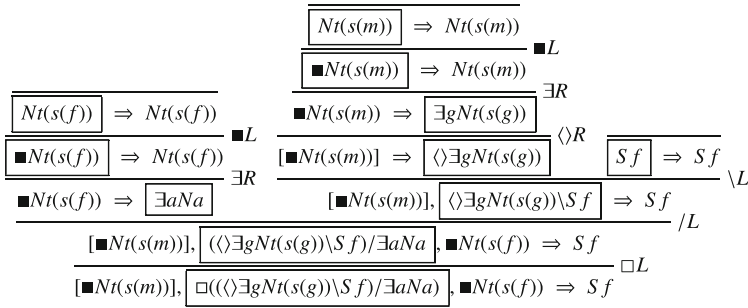 Nt(s(m)) ⇒ Nt(s(m))
■L
■Nt(s(m)) ⇒ Nt(s(m))
∃R
Nt(s(f)) ⇒ Nt(s(f))
■Nt(s(m)) ⇒ ∃gNt(s(g))
■L
⟨⟩R
■Nt(s(f)) ⇒ Nt(s(f))
[■Nt(s(m))] ⇒ ⟨⟩∃gNt(s(g))
Sf ⇒ Sf
∃R
\L
■Nt(s(f)) ⇒ ∃aNa
[■Nt(s(m))], ⟨⟩∃gNt(s(g))\Sf ⇒ Sf
/L
[■Nt(s(m))], (⟨⟩∃gNt(s(g))\Sf)/∃aNa, ■Nt(s(f)) ⇒ Sf
□L
[■Nt(s(m))], □((⟨⟩∃gNt(s(g))\Sf)/∃aNa), ■Nt(s(f)) ⇒ Sf